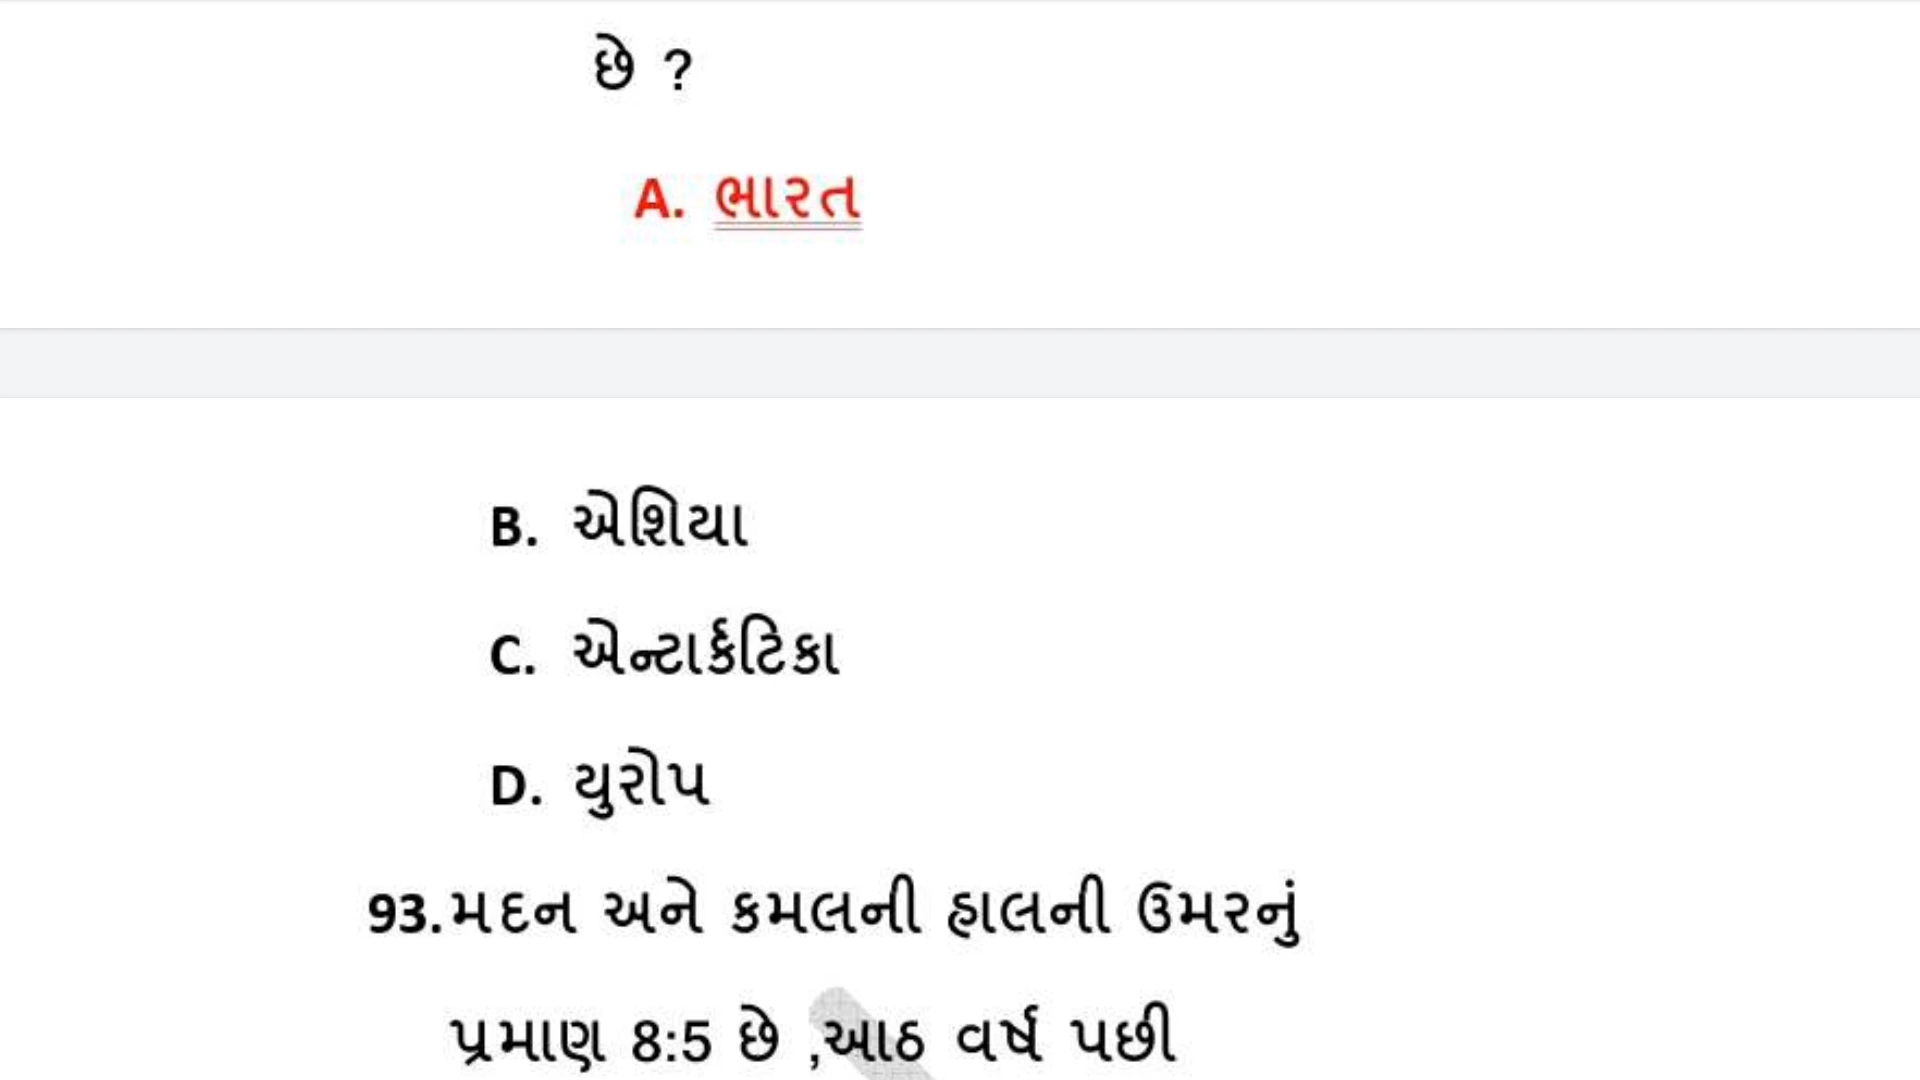 છે ?
A. ભારત
B. એશિયા
C. એન્ટાર્કટિકા
D. યુરોપ
93.મદન અને કમલની હાલની ઉમરનું
પ્રમાણ 8:5 છે ,આઠ વર્ષ પછી